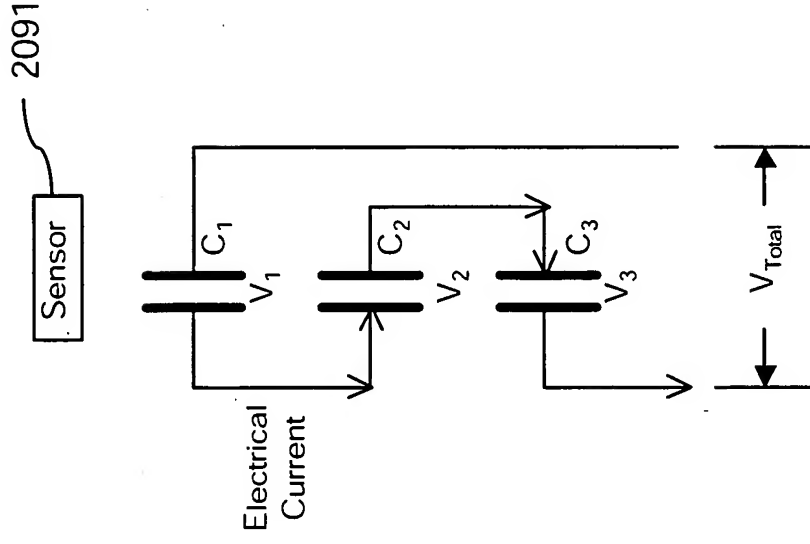 2091
Sensor
C1
V1
C2
V2
C3
V3
Electrical
Current
VTotal